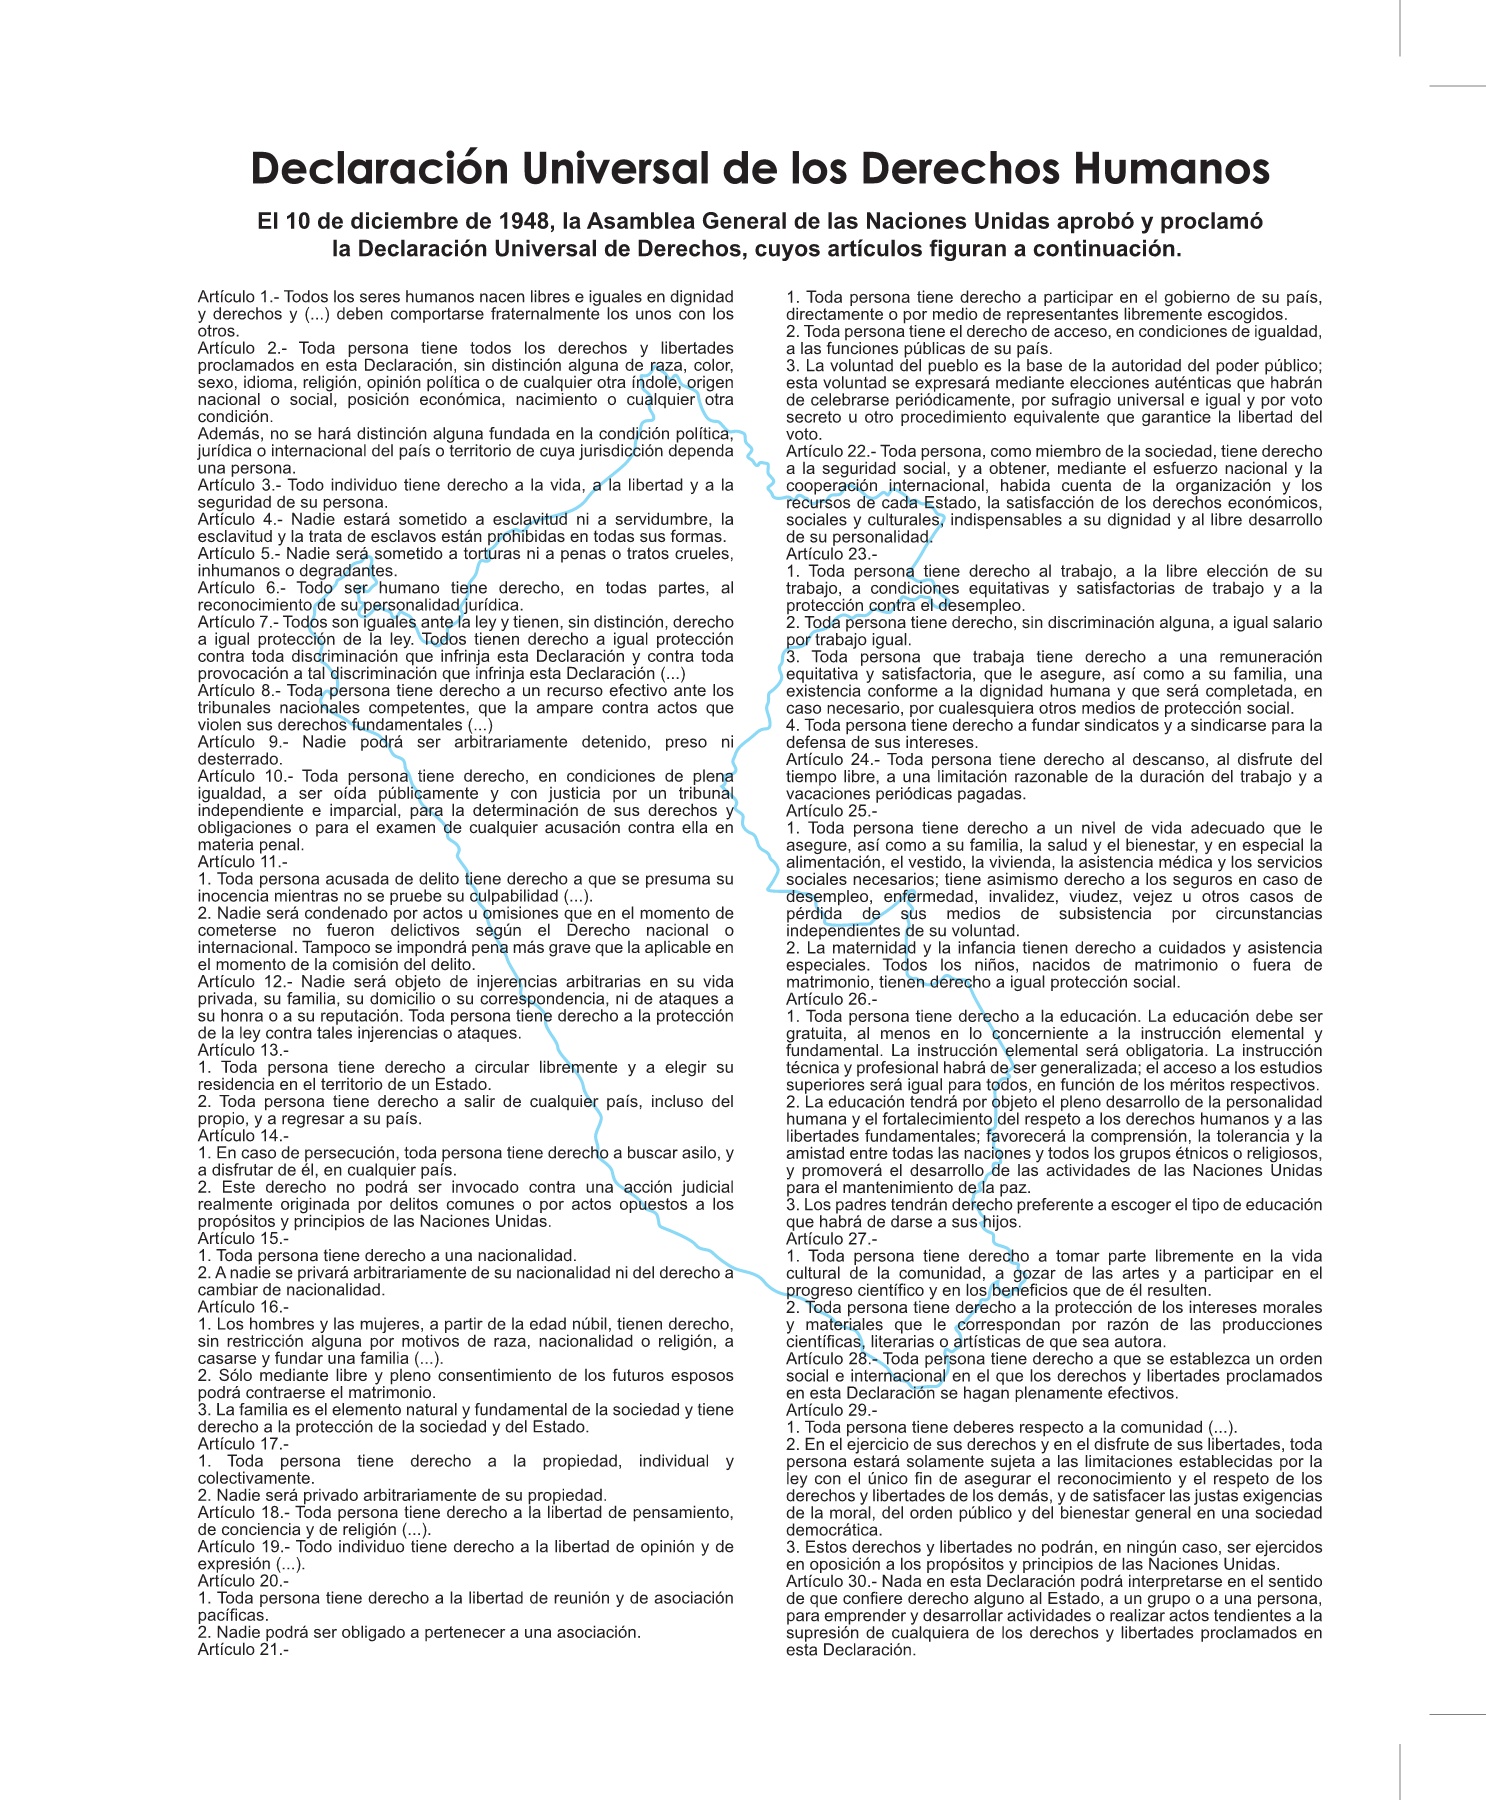 Declaración Universal de los Derechos Humanos
El 10 de diciembre de 1948, la Asamblea General de las Naciones Unidas aprobó y proclamó
la Declaración Universal de Derechos, cuyos artículos figuran a continuación.
Artículo 1.- Todos los seres humanos nacen libres e iguales en dignidad
y derechos y (...) deben comportarse fraternalmente los unos con los
otros.
Artículo 2.- Toda persona tiene todos los derechos y libertades
proclamados en esta Declaración, sin distinción alguna de raza, color,
sexo, idioma, religión, opinión política o de cualquier otra índole, origen
nacional o social, posición económica, nacimiento o cualquier otra
condición.
Además, no se hará distinción alguna fundada en la condición política,
jurídica o internacional del país o territorio de cuya jurisdicción dependa
una persona.
Artículo 3.- Todo individuo tiene derecho a la vida, a la libertad y a la
seguridad de su persona.
Artículo 4.- Nadie estará sometido a esclavitud ni a servidumbre, la
esclavitud y la trata de esclavos están prohibidas en todas sus formas.
Artículo 5.- Nadie será sometido a torturas ni a penas o tratos crueles,
inhumanos o degradantes.
Artículo 6.- Todo ser humano tiene derecho, en todas partes, al
reconocimiento de su personalidad jurídica.
Artículo 7.- Todos son iguales ante la ley y tienen, sin distinción, derecho
a igual protección de la ley. Todos tienen derecho a igual protección
contra toda discriminación que infrinja esta Declaración y contra toda
provocación a tal discriminación que infrinja esta Declaración (...)
Artículo 8.- Toda persona tiene derecho a un recurso efectivo ante los
tribunales nacionales competentes, que la ampare contra actos que
violen sus derechos fundamentales (...)
Artículo 9.- Nadie podrá ser arbitrariamente detenido, preso ni
desterrado.
Artículo 10.- Toda persona tiene derecho, en condiciones de plena
igualdad, a ser oída públicamente y con justicia por un tribunal
independiente e imparcial, para la determinación de sus derechos y
obligaciones o para el examen de cualquier acusación contra ella en
materia penal.
Artículo 11.-
1. Toda persona acusada de delito tiene derecho a que se presuma su
inocencia mientras no se pruebe su culpabilidad (...).
2. Nadie será condenado por actos u omisiones que en el momento de
cometerse no fueron delictivos según el Derecho nacional o
internacional. Tampoco se impondrá pena más grave que la aplicable en
el momento de la comisión del delito.
Artículo 12.- Nadie será objeto de injerencias arbitrarias en su vida
privada, su familia, su domicilio o su correspondencia, ni de ataques a
su honra o a su reputación. Toda persona tiene derecho a la protección
de la ley contra tales injerencias o ataques.
Artículo 13.-
1. Toda persona tiene derecho a circular libremente y a elegir su
residencia en el territorio de un Estado.
2. Toda persona tiene derecho a salir de cualquier país, incluso del
propio, y a regresar a su país.
Artículo 14.-
1. En caso de persecución, toda persona tiene derecho a buscar asilo, y
a disfrutar de él, en cualquier país.
2. Este derecho no podrá ser invocado contra una acción judicial
realmente originada por delitos comunes o por actos opuestos a los
propósitos y principios de las Naciones Unidas.
Artículo 15.-
1. Toda persona tiene derecho a una nacionalidad.
2. A nadie se privará arbitrariamente de su nacionalidad ni del derecho a
cambiar de nacionalidad.
Artículo 16.-
1. Los hombres y las mujeres, a partir de la edad núbil, tienen derecho,
sin restricción alguna por motivos de raza, nacionalidad o religión, a
casarse y fundar una familia (...).
2. Sólo mediante libre y pleno consentimiento de los futuros esposos
podrá contraerse el matrimonio.
3. La familia es el elemento natural y fundamental de la sociedad y tiene
derecho a la protección de la sociedad y del Estado.
Artículo 17.-
1. Toda persona tiene derecho a la propiedad, individual y
colectivamente.
2. Nadie será privado arbitrariamente de su propiedad.
Artículo 18.- Toda persona tiene derecho a la libertad de pensamiento,
de conciencia y de religión (...).
Artículo 19.- Todo individuo tiene derecho a la libertad de opinión y de
expresión (...).
Artículo 20.-
1. Toda persona tiene derecho a la libertad de reunión y de asociación
pacíficas.
2. Nadie podrá ser obligado a pertenecer a una asociación.
Artículo 21.-
1. Toda persona tiene derecho a participar en el gobierno de su país,
directamente o por medio de representantes libremente escogidos.
2. Toda persona tiene el derecho de acceso, en condiciones de igualdad,
a las funciones públicas de su país.
3. La voluntad del pueblo es la base de la autoridad del poder público;
esta voluntad se expresará mediante elecciones auténticas que habrán
de celebrarse periódicamente, por sufragio universal e igual y por voto
secreto u otro procedimiento equivalente que garantice la libertad del
voto.
Artículo 22.- Toda persona, como miembro de la sociedad, tiene derecho
a la seguridad social, y a obtener, mediante el esfuerzo nacional y la
cooperación internacional, habida cuenta de la organización y los
recursos de cada Estado, la satisfacción de los derechos económicos,
sociales y culturales, indispensables a su dignidad y al libre desarrollo
de su personalidad.
Artículo 23.-
1. Toda persona tiene derecho al trabajo, a la libre elección de su
trabajo, a condiciones equitativas y satisfactorias de trabajo y a la
protección contra el desempleo.
2. Toda persona tiene derecho, sin discriminación alguna, a igual salario
por trabajo igual.
3. Toda persona que trabaja tiene derecho a una remuneración
equitativa y satisfactoria, que le asegure, así como a su familia, una
existencia conforme a la dignidad humana y que será completada, en
caso necesario, por cualesquiera otros medios de protección social.
4. Toda persona tiene derecho a fundar sindicatos y a sindicarse para la
defensa de sus intereses.
Artículo 24.- Toda persona tiene derecho al descanso, al disfrute del
tiempo libre, a una limitación razonable de la duración del trabajo y a
vacaciones periódicas pagadas.
Artículo 25.-
1. Toda persona tiene derecho a un nivel de vida adecuado que le
asegure, así como a su familia, la salud y el bienestar, y en especial la
alimentación, el vestido, la vivienda, la asistencia médica y los servicios
sociales necesarios; tiene asimismo derecho a los seguros en caso de
desempleo, enfermedad, invalidez, viudez, vejez u otros casos de
pérdida de sus medios de subsistencia por circunstancias
independientes de su voluntad.
2. La maternidad y la infancia tienen derecho a cuidados y asistencia
especiales. Todos los niños, nacidos de matrimonio o fuera de
matrimonio, tienen derecho a igual protección social.
Artículo 26.-
1. Toda persona tiene derecho a la educación. La educación debe ser
gratuita, al menos en lo concerniente a la instrucción elemental y
fundamental. La instrucción elemental será obligatoria. La instrucción
técnica y profesional habrá de ser generalizada; el acceso a los estudios
superiores será igual para todos, en función de los méritos respectivos.
2. La educación tendrá por objeto el pleno desarrollo de la personalidad
humana y el fortalecimiento del respeto a los derechos humanos y a las
libertades fundamentales; favorecerá la comprensión, la tolerancia y la
amistad entre todas las naciones y todos los grupos étnicos o religiosos,
y promoverá el desarrollo de las actividades de las Naciones Unidas
para el mantenimiento de la paz.
3. Los padres tendrán derecho preferente a escoger el tipo de educación
que habrá de darse a sus hijos.
Artículo 27.-
1. Toda persona tiene derecho a tomar parte libremente en la vida
cultural de la comunidad, a gozar de las artes y a participar en el
progreso científico y en los beneficios que de él resulten.
2. Toda persona tiene derecho a la protección de los intereses morales
y materiales que le correspondan por razón de las producciones
científicas, literarias o artísticas de que sea autora.
Artículo 28.- Toda persona tiene derecho a que se establezca un orden
social e internacional en el que los derechos y libertades proclamados
en esta Declaración se hagan plenamente efectivos.
Artículo 29.-
1. Toda persona tiene deberes respecto a la comunidad (...).
2. En el ejercicio de sus derechos y en el disfrute de sus libertades, toda
persona estará solamente sujeta a las limitaciones establecidas por la
ley con el único fin de asegurar el reconocimiento y el respeto de los
derechos y libertades de los demás, y de satisfacer las justas exigencias
de la moral, del orden público y del bienestar general en una sociedad
democrática.
3. Estos derechos y libertades no podrán, en ningún caso, ser ejercidos
en oposición a los propósitos y principios de las Naciones Unidas.
Artículo 30.- Nada en esta Declaración podrá interpretarse en el sentido
de que confiere derecho alguno al Estado, a un grupo o a una persona,
para emprender y desarrollar actividades o realizar actos tendientes a la
supresión de cualquiera de los derechos y libertades proclamados en
esta Declaración.